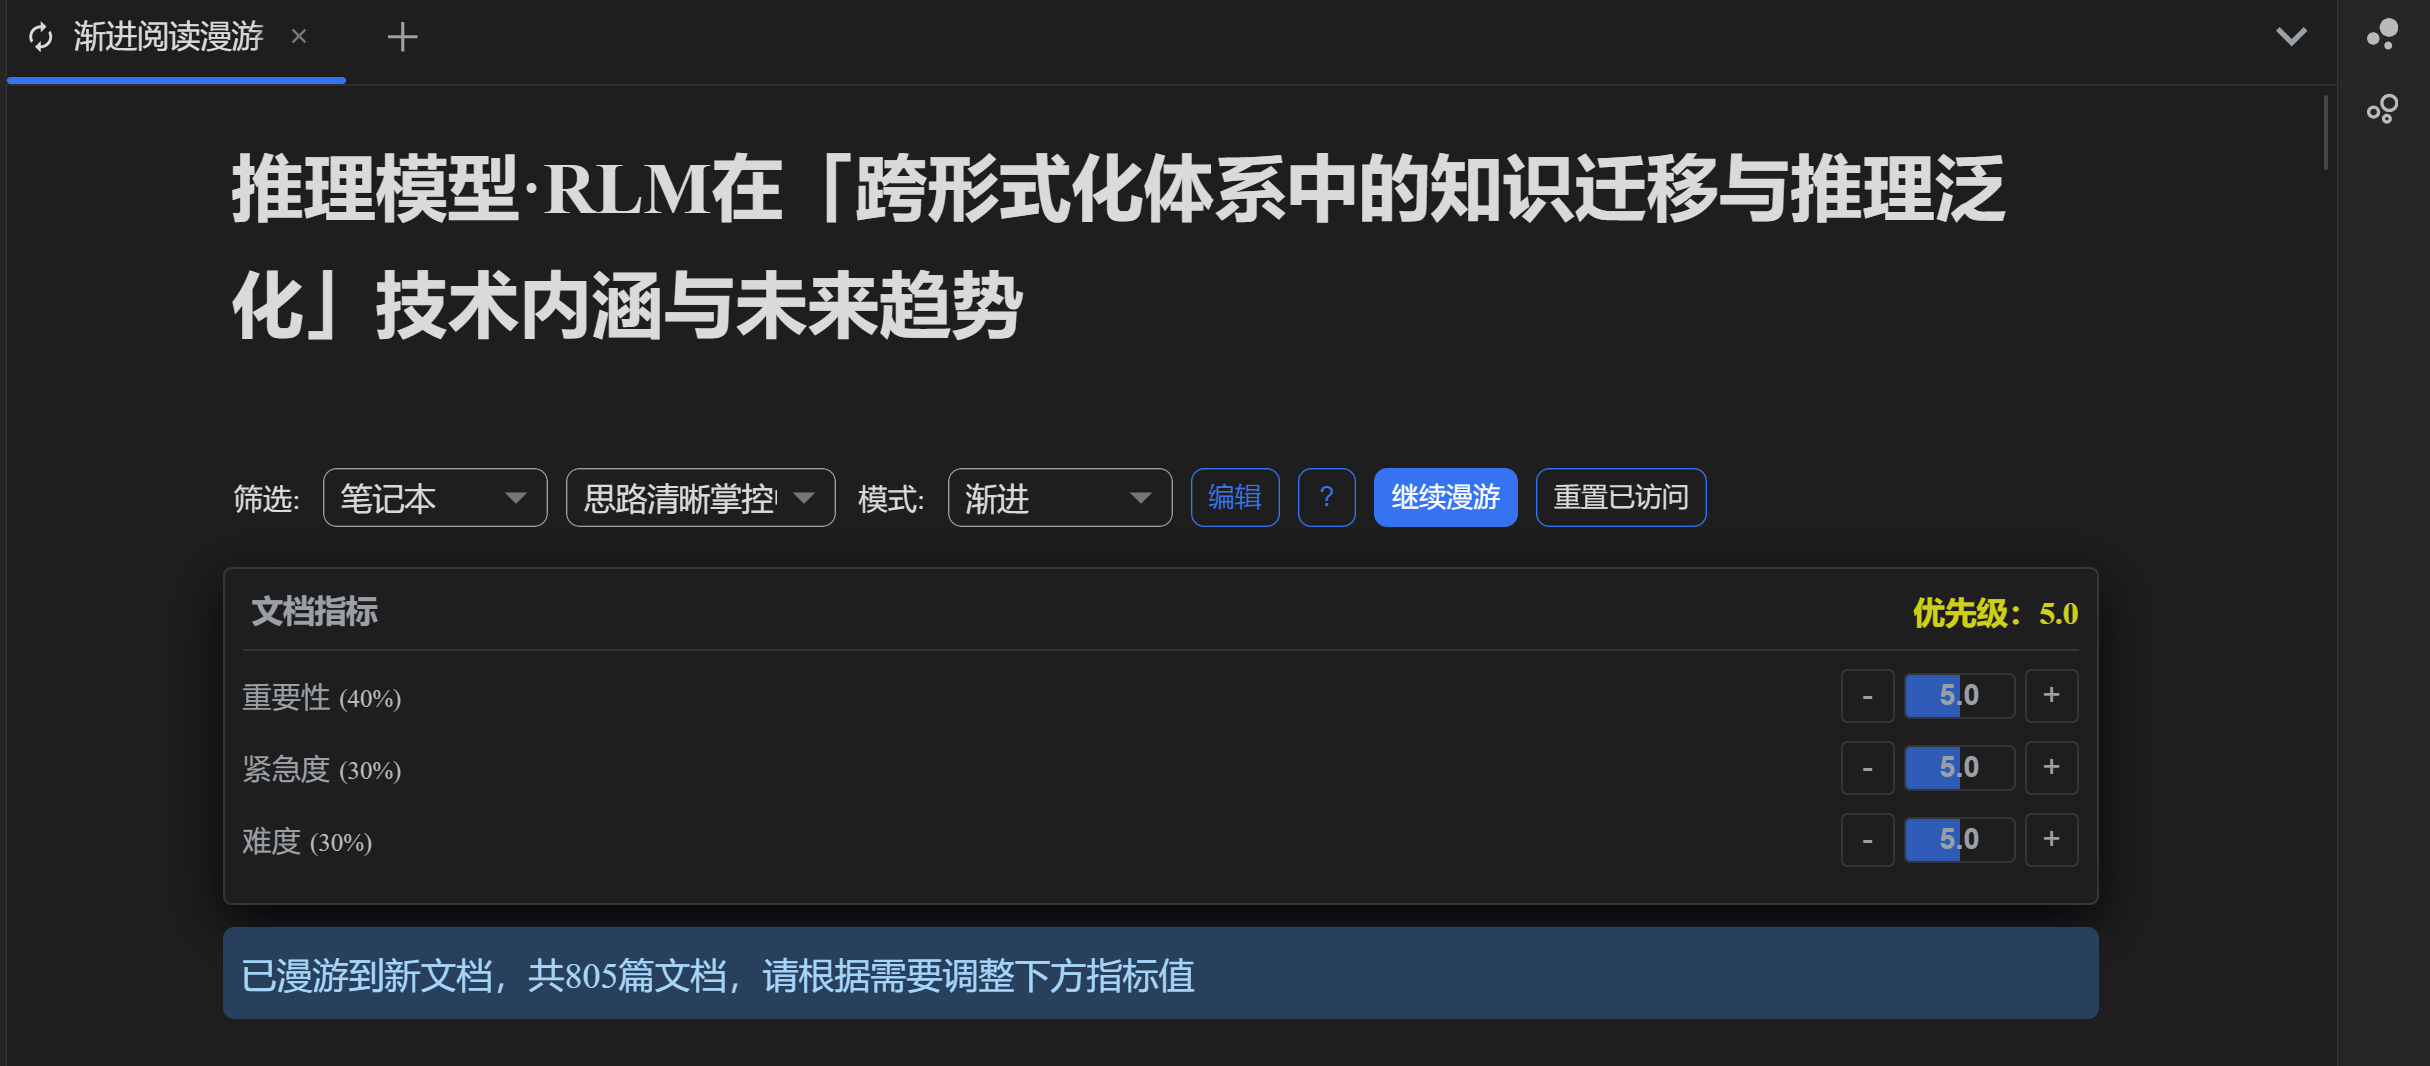 渐进阅读漫游
推理模型·RLM在「跨形式化体系中的知识迁移与推理泛
化」技术内涵与未来趋势
筛选: 笔记本 思路清晰掌控 模式: 渐进 编辑 ? 继续漫游 重置已访问
文档指标 优先级：5.0
重要性 (40%) - 5.0 +
紧急度 (30%) - 5.0 +
难度 (30%) - 5.0 +
已漫游到新文档，共805篇文档，请根据需要调整下方指标值